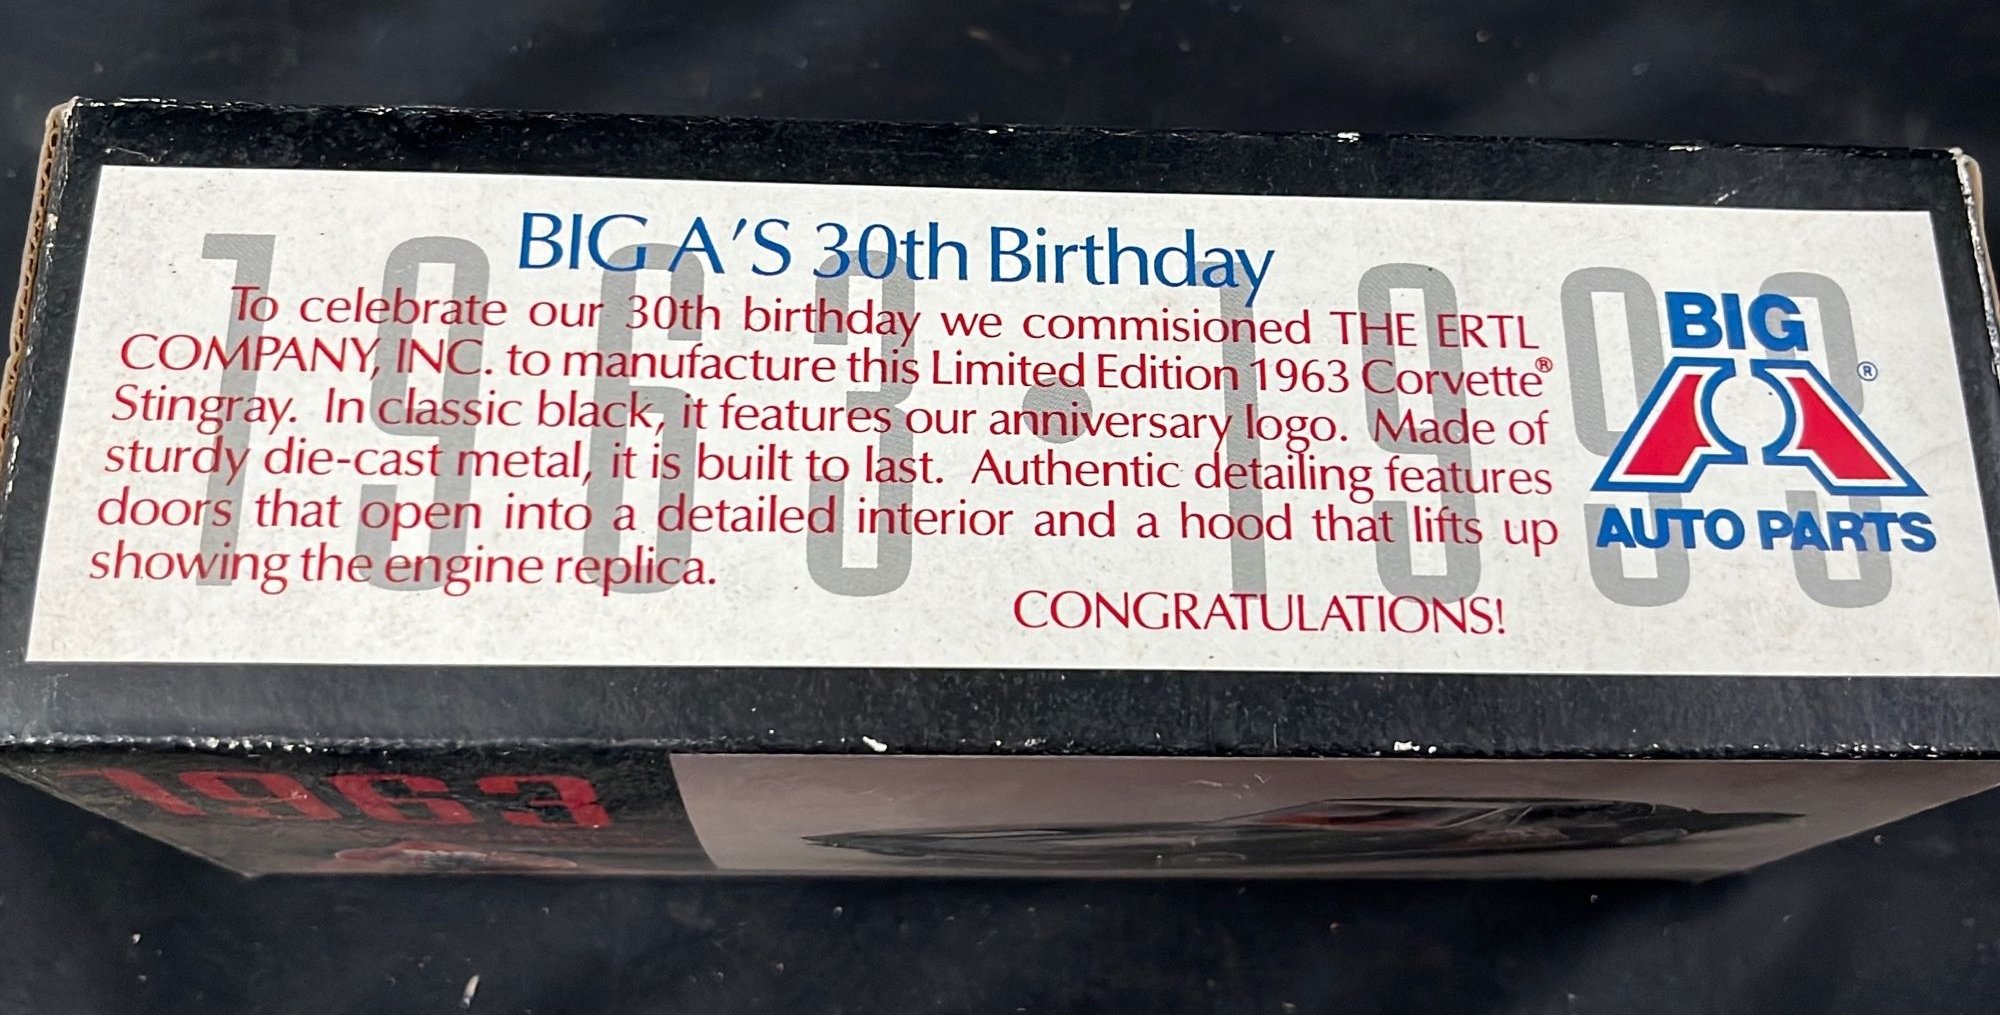 1963 • 1993
BIG A'S 30th Birthday
To celebrate our 30th birthday we commisioned THE ERTL
COMPANY, INC. to manufacture this Limited Edition 1963 Corvette®
Stingray. In classic black, it features our anniversary logo. Made of
sturdy die-cast metal, it is built to last. Authentic detailing features
doors that open into a detailed interior and a hood that lifts up
showing the engine replica.
CONGRATULATIONS!
BIG
®
AUTO PARTS
1963